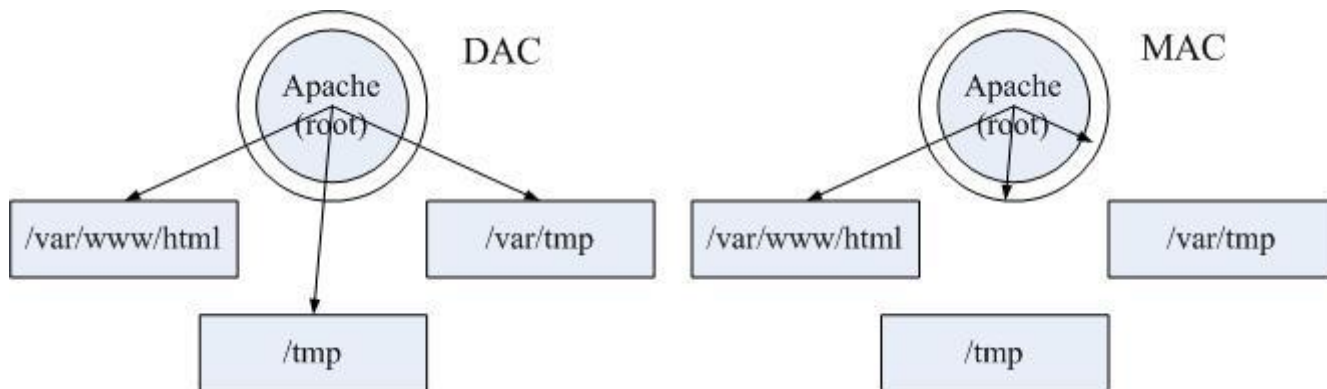 DAC
Apache
(root)
/var/www/html
/var/tmp
/tmp
MAC
Apache
(root)
/var/www/html
/var/tmp
/tmp